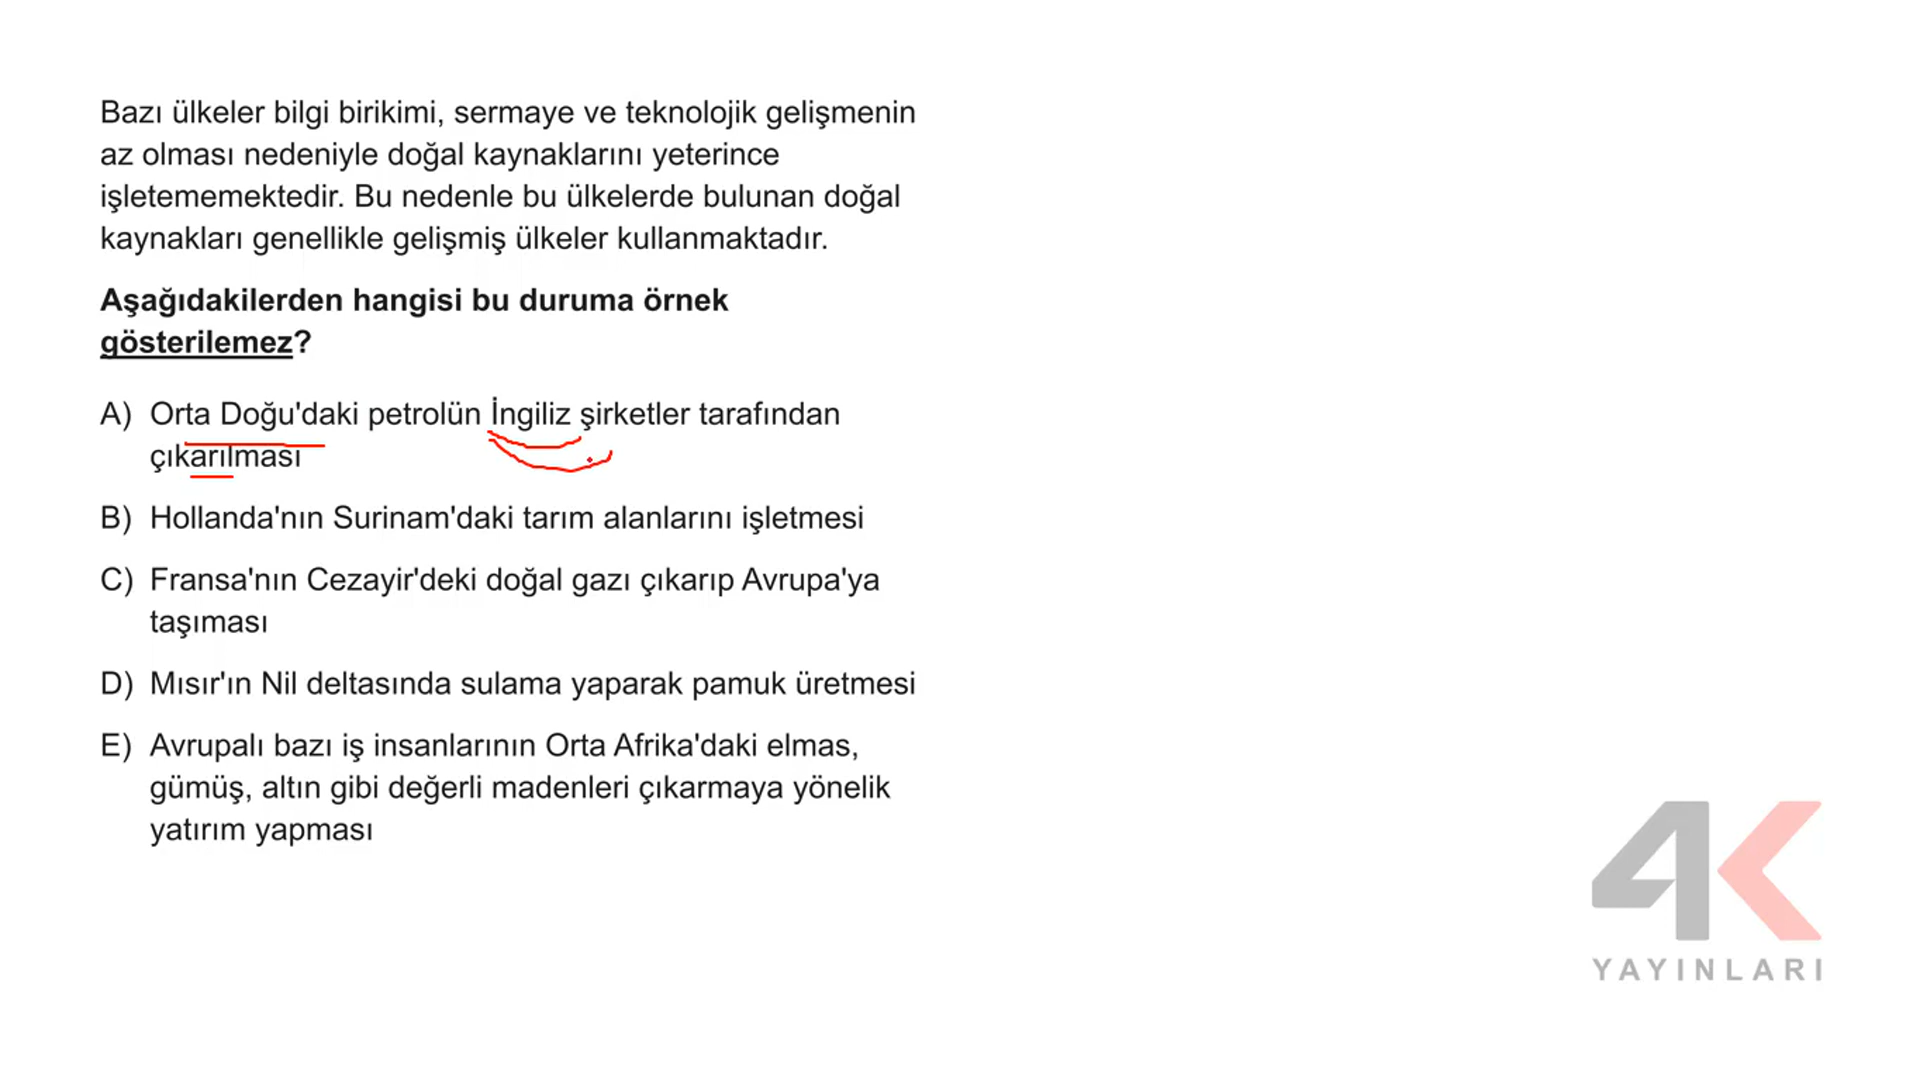 Bazı ülkeler bilgi birikimi, sermaye ve teknolojik gelişmenin
az olması nedeniyle doğal kaynaklarını yeterince
işletememektedir. Bu nedenle bu ülkelerde bulunan doğal
kaynakları genellikle gelişmiş ülkeler kullanmaktadır.
Aşağıdakilerden hangisi bu duruma örnek
gösterilemez?
A) Orta Doğu'daki petrolün İngiliz şirketler tarafından
çıkarılması
B) Hollanda'nın Surinam'daki tarım alanlarını işletmesi
C) Fransa'nın Cezayir'deki doğal gazı çıkarıp Avrupa'ya
taşıması
D) Mısır'ın Nil deltasında sulama yaparak pamuk üretmesi
E) Avrupalı bazı iş insanlarının Orta Afrika'daki elmas,
gümüş, altın gibi değerli madenleri çıkarmaya yönelik
yatırım yapması
4K
YAYINLARI